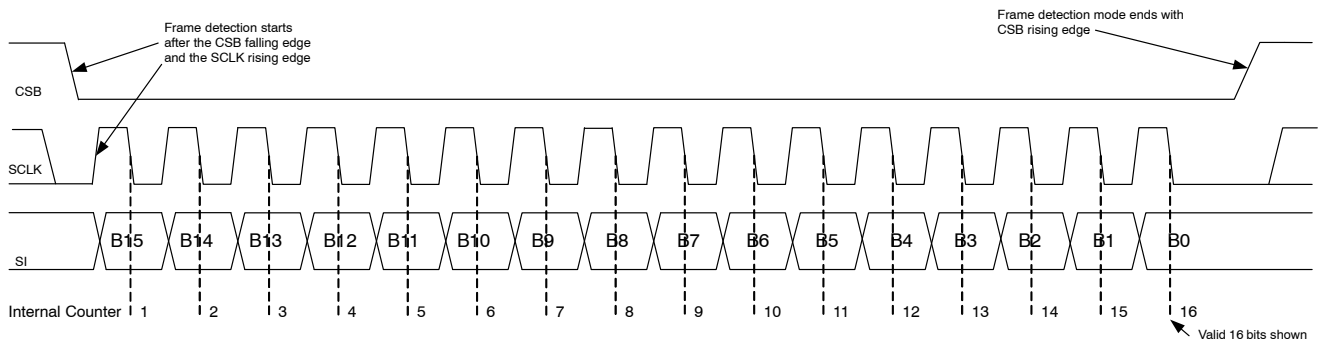 Frame detection starts
after the CSB falling edge
and the SCLK rising edge
Frame detection mode ends with
CSB rising edge
CSB
SCLK
SI
B15 B14 B13 B12 B11 B10 B9 B8 B7 B6 B5 B4 B3 B2 B1 B0
Internal Counter 1 2 3 4 5 6 7 8 9 10 11 12 13 14 15 16
Valid 16 bits shown